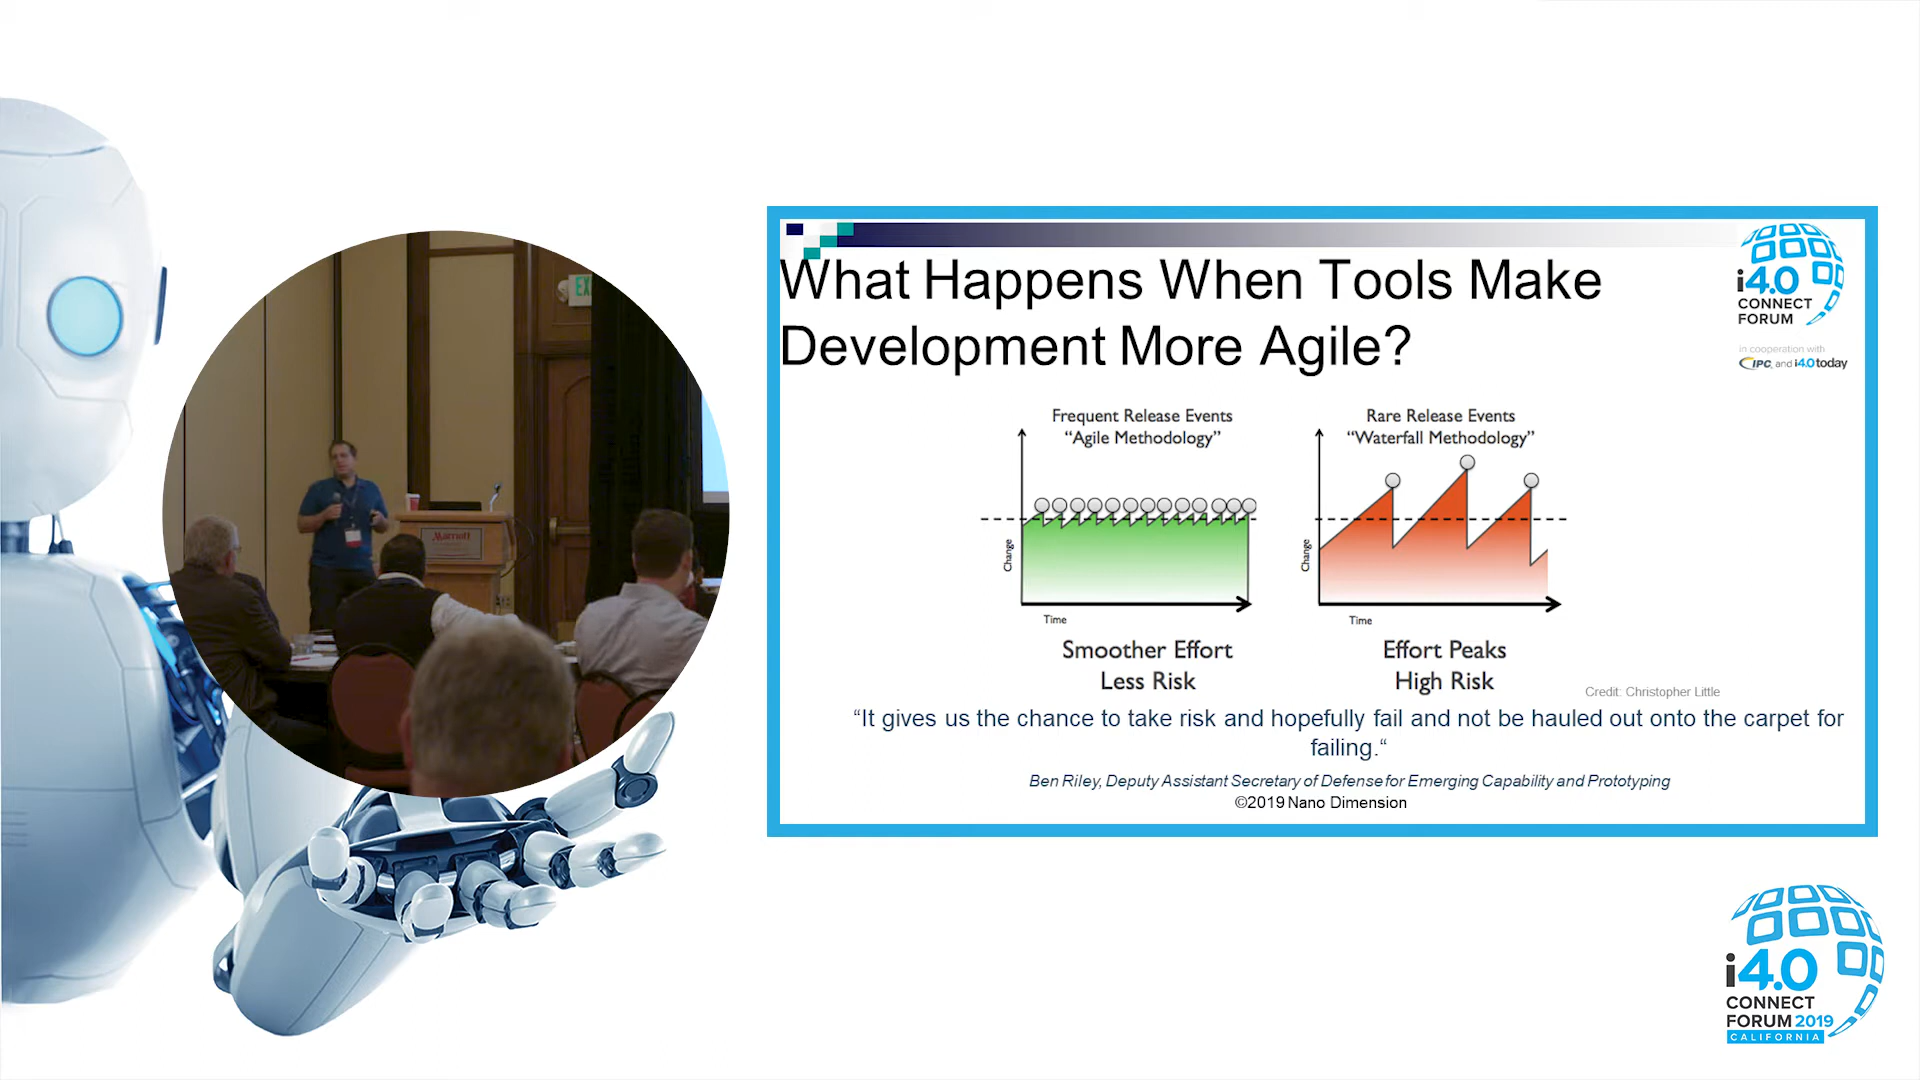 What Happens When Tools Make
Development More Agile?
i4.0
CONNECT
FORUM
in cooperation with
IPC and i4.0today
Frequent Release Events
“Agile Methodology”
Change
Time
Smoother Effort
Less Risk
Rare Release Events
“Waterfall Methodology”
Change
Time
Effort Peaks
High Risk
Credit: Christopher Little
“It gives us the chance to take risk and hopefully fail and not be hauled out onto the carpet for
failing.“
Ben Riley, Deputy Assistant Secretary of Defense for Emerging Capability and Prototyping
©2019 Nano Dimension
Marriott
EX
i4.0
CONNECT
FORUM 2019
CALIFORNIA